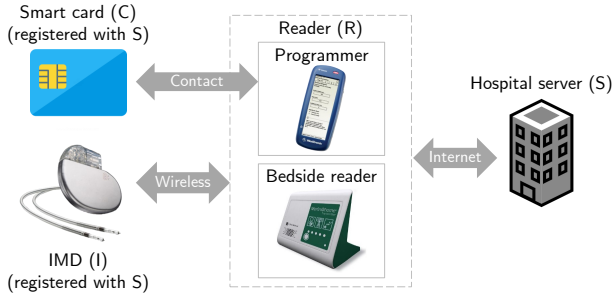 Smart card (C)
(registered with S)
Reader (R)
Programmer
Contact
Hospital server (S)
Internet
Wireless
Bedside reader
IMD (I)
(registered with S)